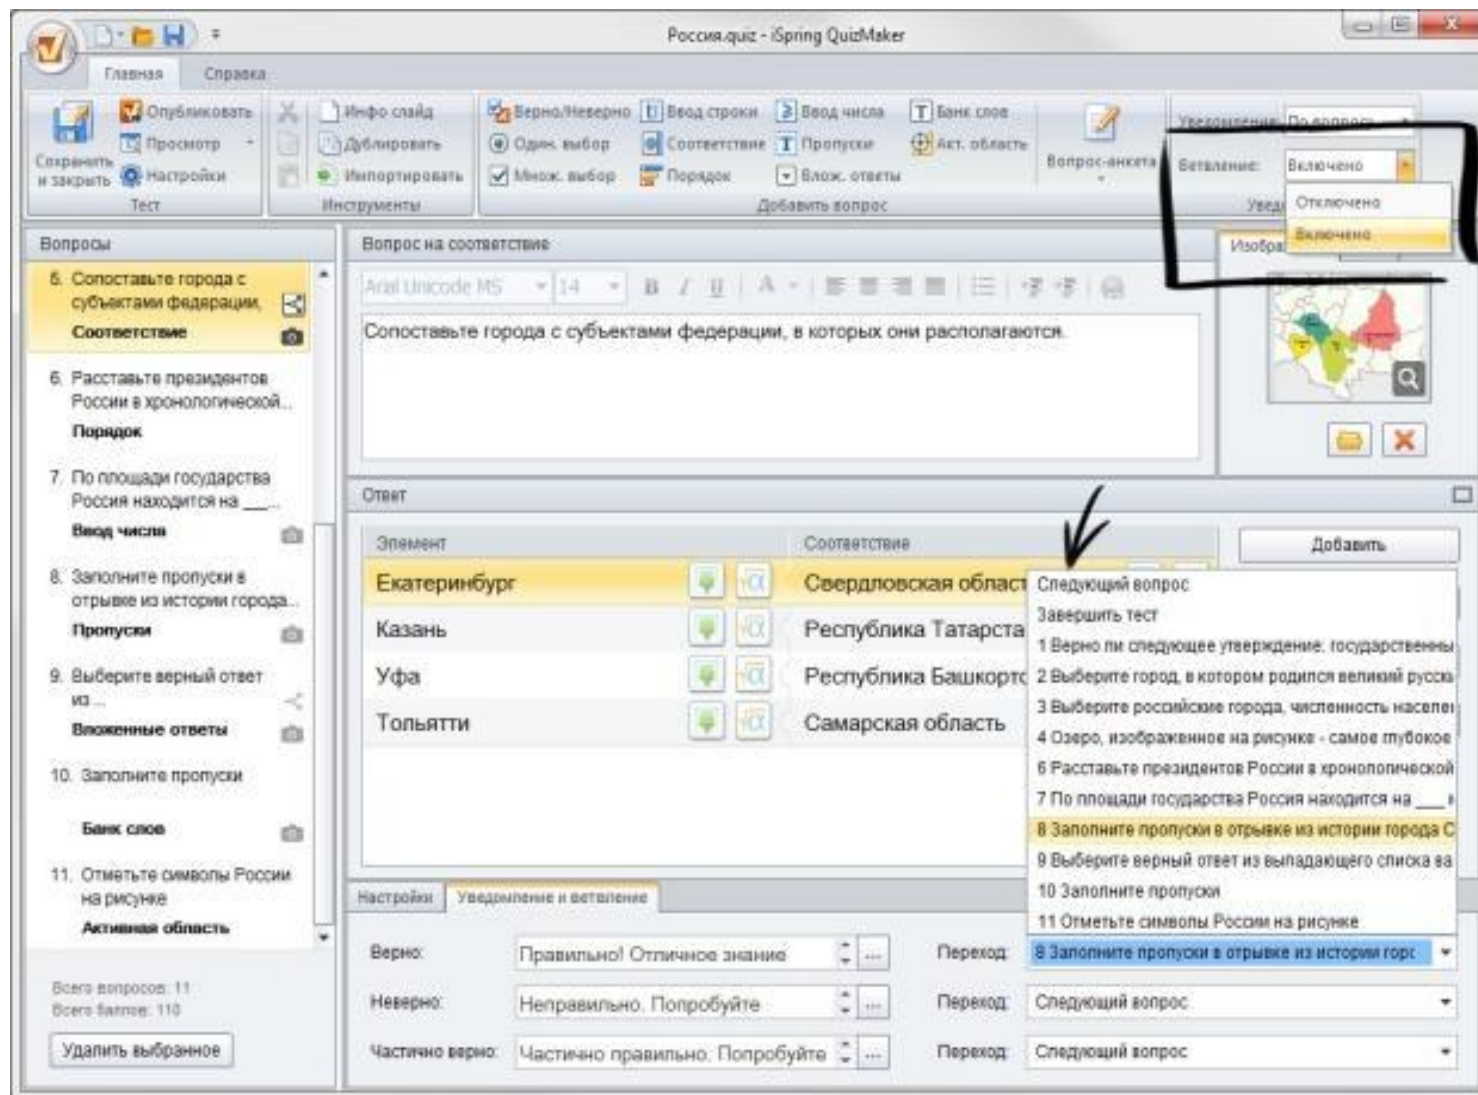 Россия.quiz - iSpring QuizMaker
Главная Справка
Сохранить и закрыть
Опубликовать
Просмотр
Настройки
Тест
Инфо слайд
Дублировать
Импортировать
Инструменты
Верно/Неверно Ввод строки Ввод числа Банк слов
Один. выбор Соответствие Пропуски Акт. область
Множ. выбор Порядок Влож. ответы
Добавить вопрос
Вопрос-анкета
Уведомление: По вопросу
Ветвление: Включено
Отключено
Включено
Вопросы
5. Сопоставьте города с
субъектами федерации,
Соответствие
6. Расставьте президентов
России в хронологической...
Порядок
7. По площади государства
Россия находится на ___...
Ввод числа
8. Заполните пропуски в
отрывке из истории города...
Пропуски
9. Выберите верный ответ
из ...
Вложенные ответы
10. Заполните пропуски
Банк слов
11. Отметьте символы России
на рисунке
Активная область
Всего вопросов: 11
Всего баллов: 110
Удалить выбранное
Вопрос на соответствие
Arial Unicode MS 14
Сопоставьте города с субъектами федерации, в которых они располагаются.
Ответ
Элемент Соответствие
Екатеринбург Свердловская област
Казань Республика Татарста
Уфа Республика Башкорто
Тольятти Самарская область
Добавить
Следующий вопрос
Завершить тест
1 Верно ли следующее утверждение: государственны
2 Выберите город, в котором родился великий русск
3 Выберите российские города, численность населе
4 Озеро, изображенное на рисунке - самое глубокое
6 Расставьте президентов России в хронологической
7 По площади государства Россия находится на ___
8 Заполните пропуски в отрывке из истории города С
9 Выберите верный ответ из выпадающего списка ва
10 Заполните пропуски
11 Отметьте символы России на рисунке
Настройки Уведомление и ветвление
Верно: Правильно! Отличное знание ... Переход: 8 Заполните пропуски в отрывке из истории горс
Неверно: Неправильно. Попробуйте ... Переход: Следующий вопрос
Частично верно: Частично правильно. Попробуйте ... Переход: Следующий вопрос